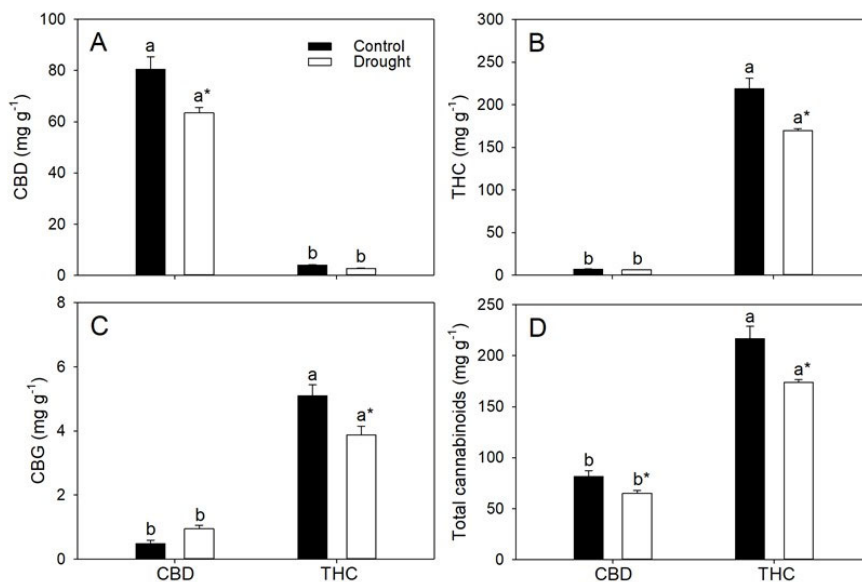 A
Control
Drought
CBD (mg g⁻¹)
100
80
60
40
20
0
a
a*
b
b
B
THC (mg g⁻¹)
300
250
200
150
100
50
0
b
b
a
a*
C
CBG (mg g⁻¹)
8
6
4
2
0
b
b
a
a*
CBD
THC
D
Total cannabinoids (mg g⁻¹)
250
200
150
100
50
0
b
b*
a
a*
CBD
THC